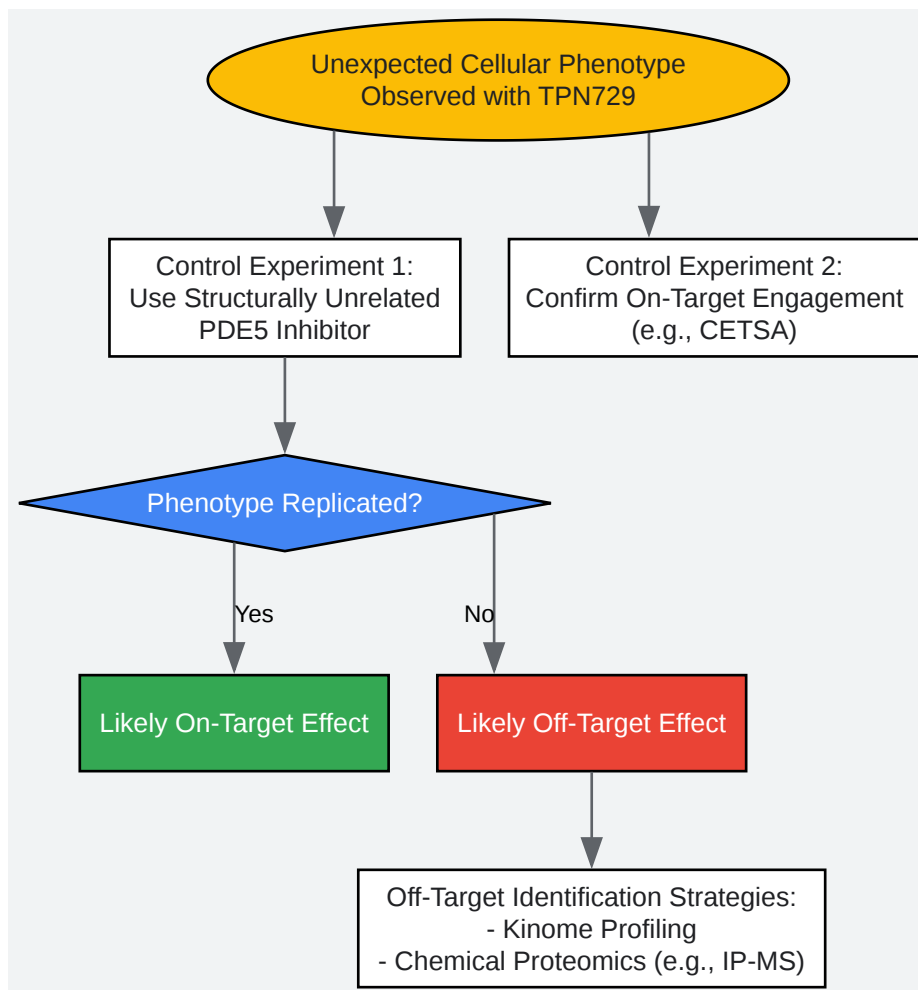 Unexpected Cellular Phenotype
Observed with TPN729
Control Experiment 1:
Use Structurally Unrelated
PDE5 Inhibitor
Control Experiment 2:
Confirm On-Target Engagement
(e.g., CETSA)
Phenotype Replicated?
Yes
No
Likely On-Target Effect
Likely Off-Target Effect
Off-Target Identification Strategies:
- Kinome Profiling
- Chemical Proteomics (e.g., IP-MS)